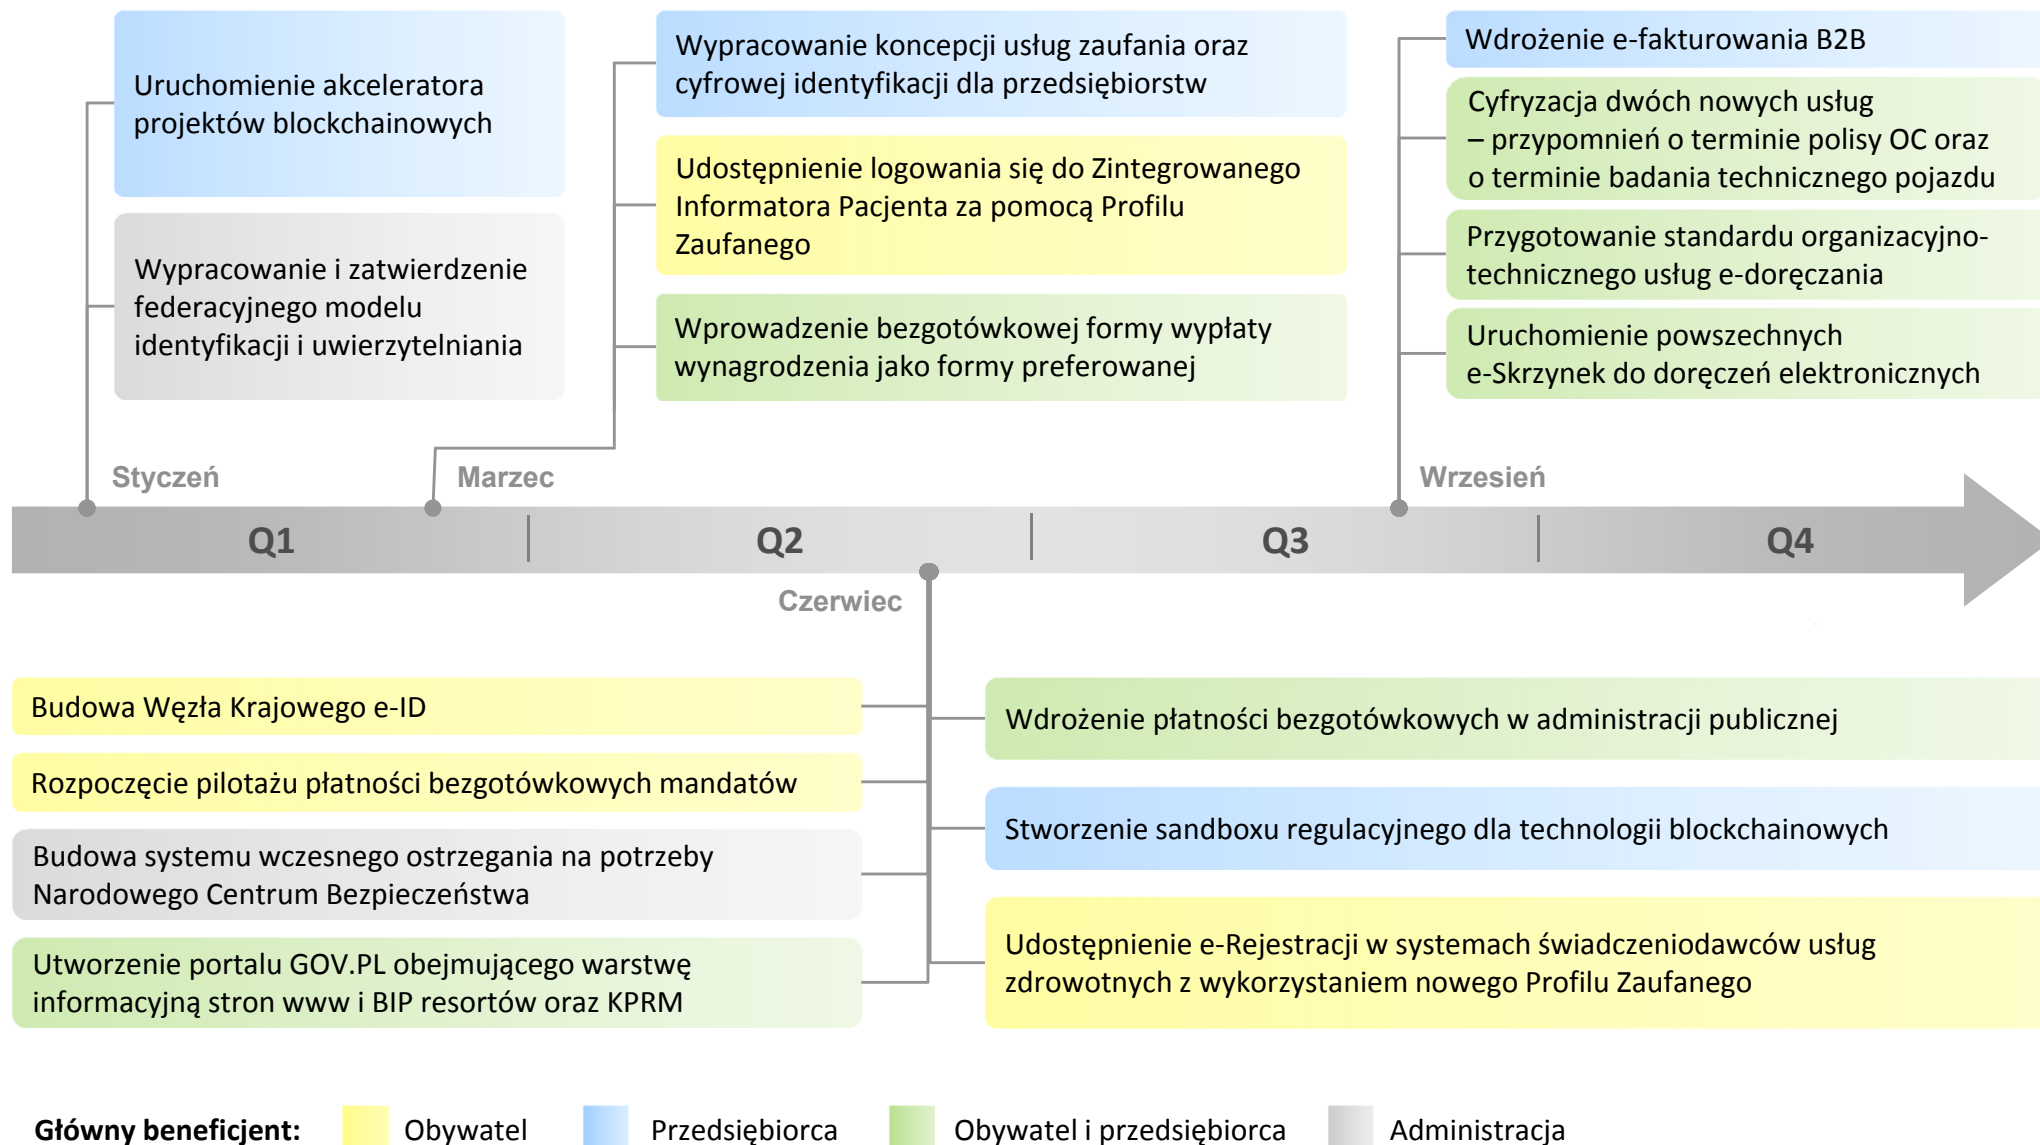 Uruchomienie akceleratora
projektów blockchainowych
Wypracowanie i zatwierdzenie
federacyjnego modelu
identyfikacji i uwierzytelniania
Wypracowanie koncepcji usług zaufania oraz
cyfrowej identyfikacji dla przedsiębiorstw
Udostępnienie logowania się do Zintegrowanego
Informatora Pacjenta za pomocą Profilu
Zaufanego
Wprowadzenie bezgotówkowej formy wypłaty
wynagrodzenia jako formy preferowanej
Wdrożenie e-fakturowania B2B
Cyfryzacja dwóch nowych usług
– przypomnień o terminie polisy OC oraz
o terminie badania technicznego pojazdu
Przygotowanie standardu organizacyjno-
technicznego usług e-doręczania
Uruchomienie powszechnych
e-Skrzynek do doręczeń elektronicznych
Styczeń
Marzec
Wrzesień
Q1
Q2
Q3
Q4
Czerwiec
Budowa Węzła Krajowego e-ID
Rozpoczęcie pilotażu płatności bezgotówkowych mandatów
Budowa systemu wczesnego ostrzegania na potrzeby
Narodowego Centrum Bezpieczeństwa
Utworzenie portalu GOV.PL obejmującego warstwę
informacyjną stron www i BIP resortów oraz KPRM
Wdrożenie płatności bezgotówkowych w administracji publicznej
Stworzenie sandboxu regulacyjnego dla technologii blockchainowych
Udostępnienie e-Rejestracji w systemach świadczeniodawców usług
zdrowotnych z wykorzystaniem nowego Profilu Zaufanego
Główny beneficjent:
Obywatel
Przedsiębiorca
Obywatel i przedsiębiorca
Administracja